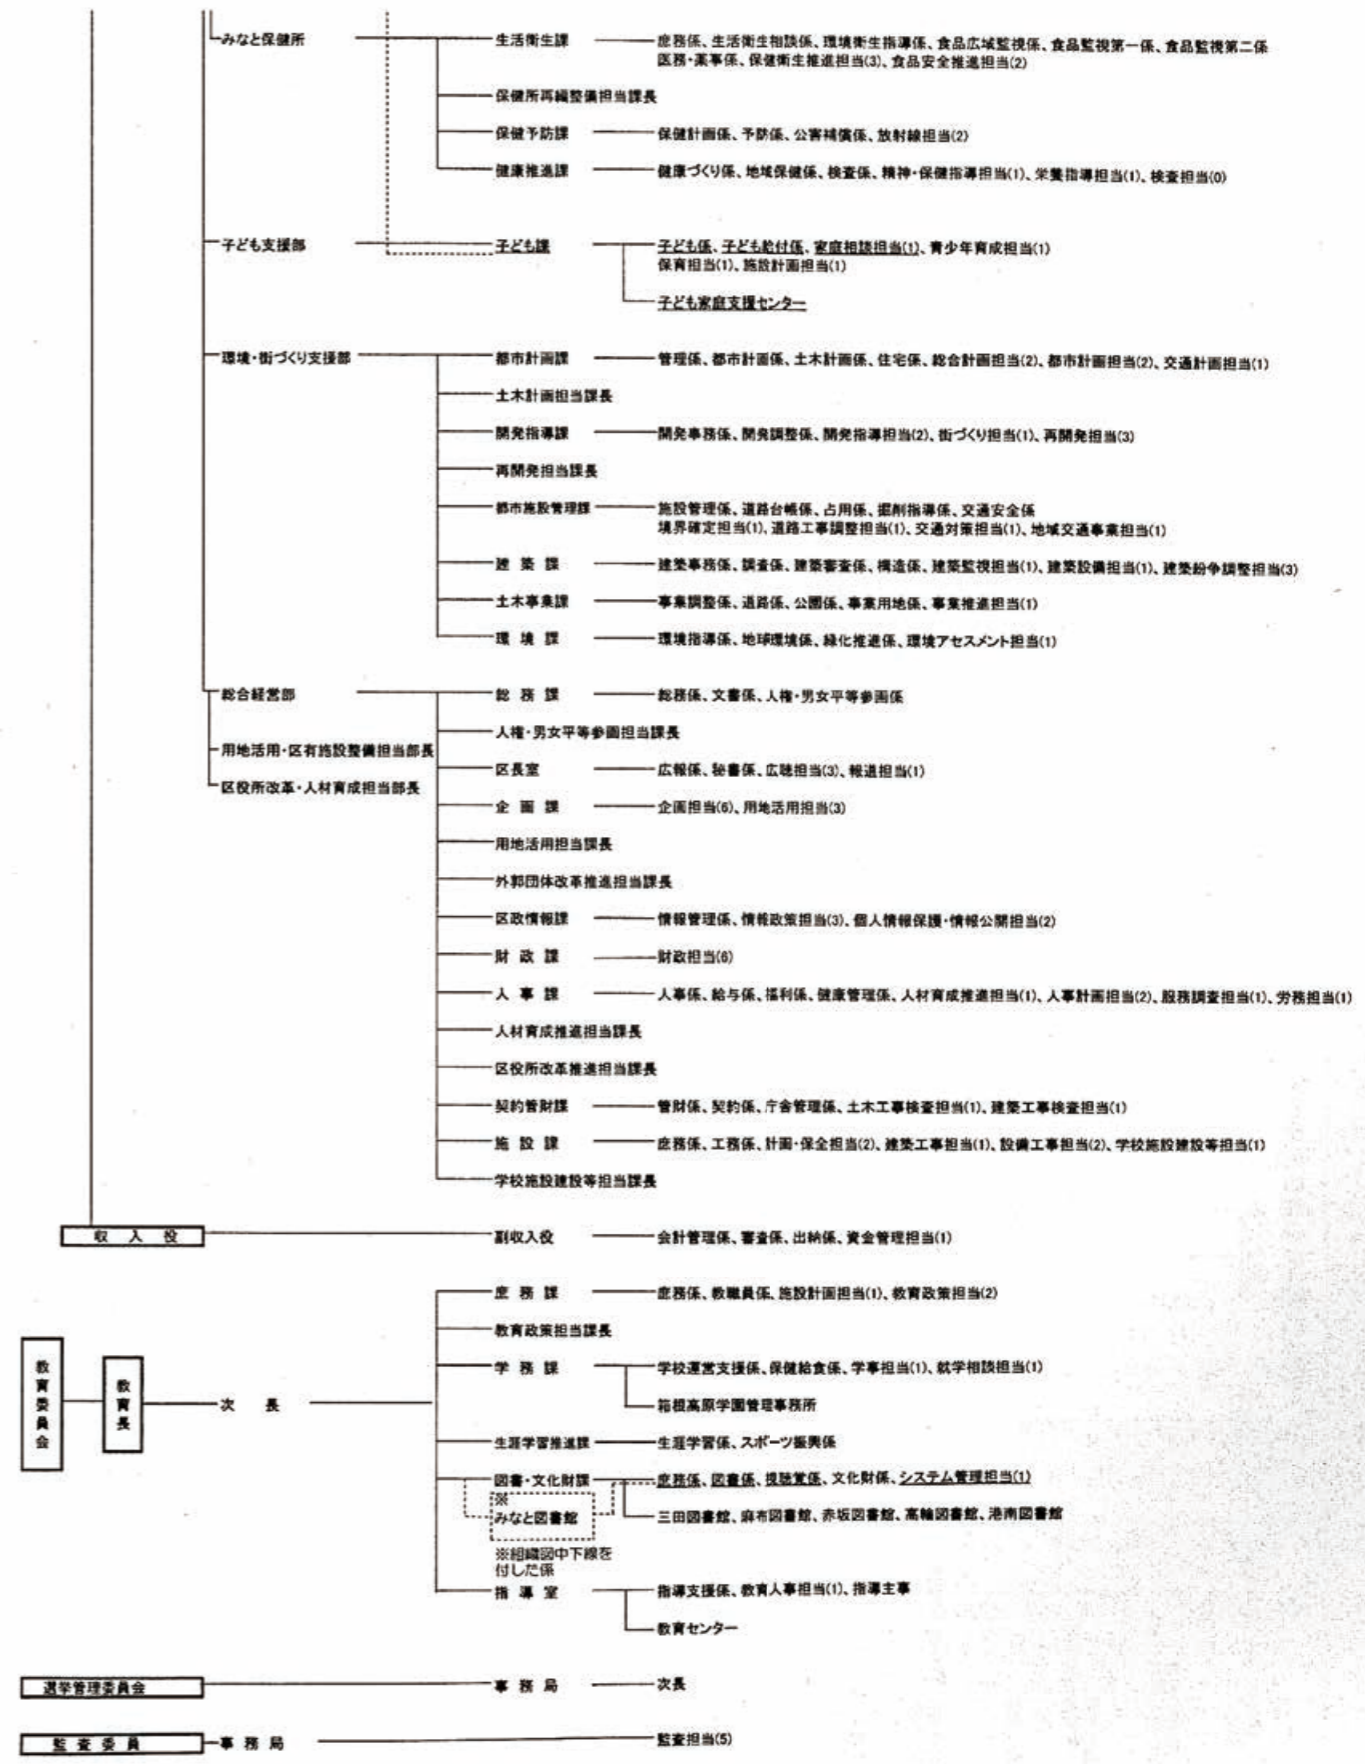 みなと保健所
生活衛生課
庶務係、生活衛生相談係、環境衛生指導係、食品広域監視係、食品監視第一係、食品監視第二係
医務・薬事係、保健衛生推進担当(3)、食品安全推進担当(2)
保健所再編整備担当課長
保健予防課
保健計画係、予防係、公害補償係、放射線担当(2)
健康推進課
健康づくり係、地域保健係、検査係、精神・保健指導担当(1)、栄養指導担当(1)、検査担当(0)
子ども支援部
子ども課
子ども係、子ども給付係、家庭相談担当(1)、青少年育成担当(1)
保育担当(1)、施設計画担当(1)
子ども家庭支援センター
環境・街づくり支援部
都市計画課
管理係、都市計画係、土木計画係、住宅係、総合計画担当(2)、都市計画担当(2)、交通計画担当(1)
土木計画担当課長
開発指導課
開発事務係、開発調整係、開発指導担当(2)、街づくり担当(1)、再開発担当(3)
再開発担当課長
都市施設管理課
施設管理係、道路台帳係、占用係、掘削指導係、交通安全係
境界確定担当(1)、道路工事調整担当(1)、交通対策担当(1)、地域交通事業担当(1)
建築課
建築事務係、調査係、建築審査係、構造係、建築監視担当(1)、建築設備担当(1)、建築紛争調整担当(3)
土木事業課
事業調整係、道路係、公園係、事業用地係、事業推進担当(1)
環境課
環境指導係、地球環境係、緑化推進係、環境アセスメント担当(1)
総合経営部
総務課
総務係、文書係、人権・男女平等参画係
人権・男女平等参画担当課長
用地活用・区有施設整備担当部長
区長室
広報係、秘書係、広聴担当(3)、報道担当(1)
区役所改革・人材育成担当部長
企画課
企画担当(6)、用地活用担当(3)
用地活用担当課長
外郭団体改革推進担当課長
区政情報課
情報管理係、情報政策担当(3)、個人情報保護・情報公開担当(2)
財政課
財政担当(6)
人事課
人事係、給与係、福利係、健康管理係、人材育成推進担当(1)、人事計画担当(2)、服務調査担当(1)、労務担当(1)
人材育成推進担当課長
区役所改革推進担当課長
契約管財課
管財係、契約係、庁舎管理係、土木工事検査担当(1)、建築工事検査担当(1)
施設課
庶務係、工務係、計画・保全担当(2)、建築工事担当(1)、設備工事担当(2)、学校施設建設等担当(1)
学校施設建設等担当課長
収入役
副収入役
会計管理係、審査係、出納係、資金管理担当(1)
庶務課
庶務係、教職員係、施設計画担当(1)、教育政策担当(2)
教育政策担当課長
教育委員会
教育長
次長
学務課
学校運営支援係、保健給食係、学事担当(1)、就学相談担当(1)
箱根高原学園管理事務所
生涯学習推進課
生涯学習係、スポーツ振興係
図書・文化財課
庶務係、図書係、視聴覚係、文化財係、システム管理担当(1)
※
みなと図書館
三田図書館、麻布図書館、赤坂図書館、高輪図書館、港南図書館
※組織図中下線を
付した係
指導室
指導支援係、教育人事担当(1)、指導主事
教育センター
選挙管理委員会
事務局
次長
監査委員
事務局
監査担当(5)